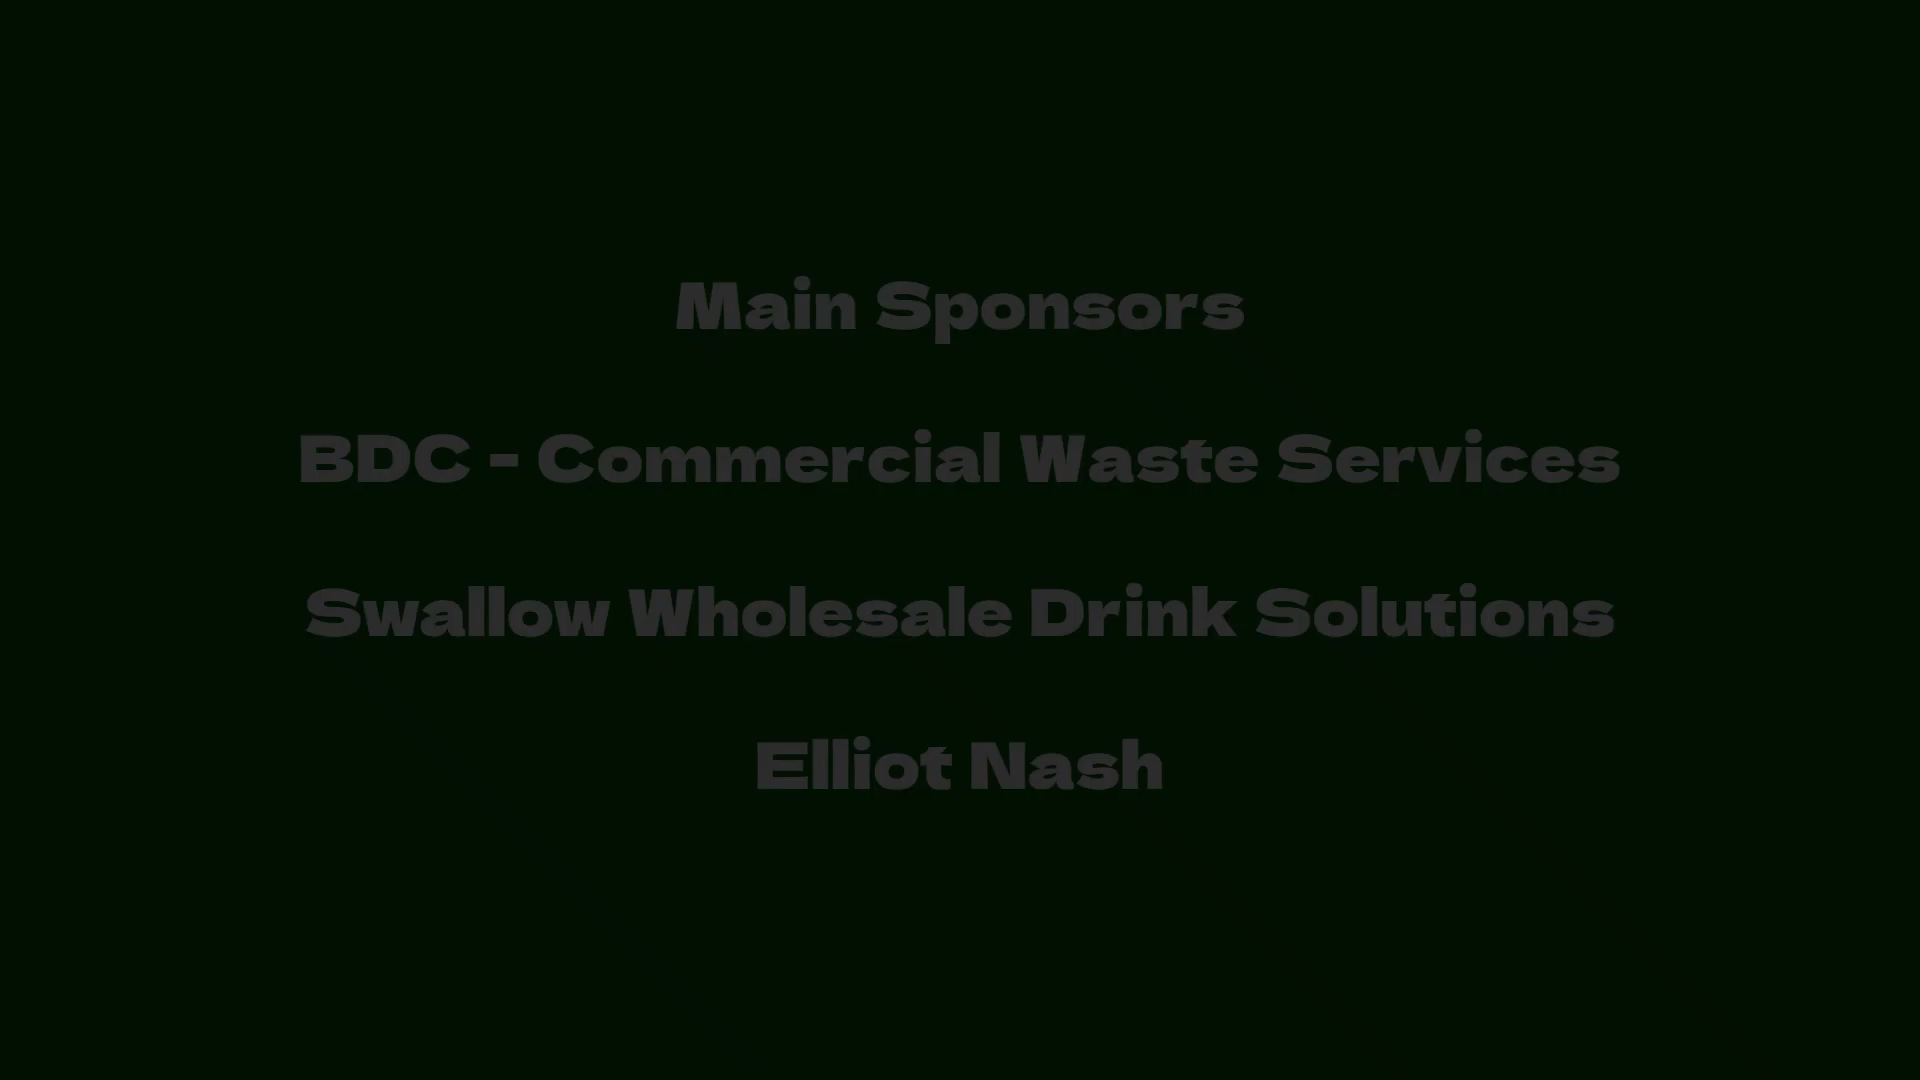 Main Sponsors
BDC - Commercial Waste Services
Swallow Wholesale Drink Solutions
Elliot Nash